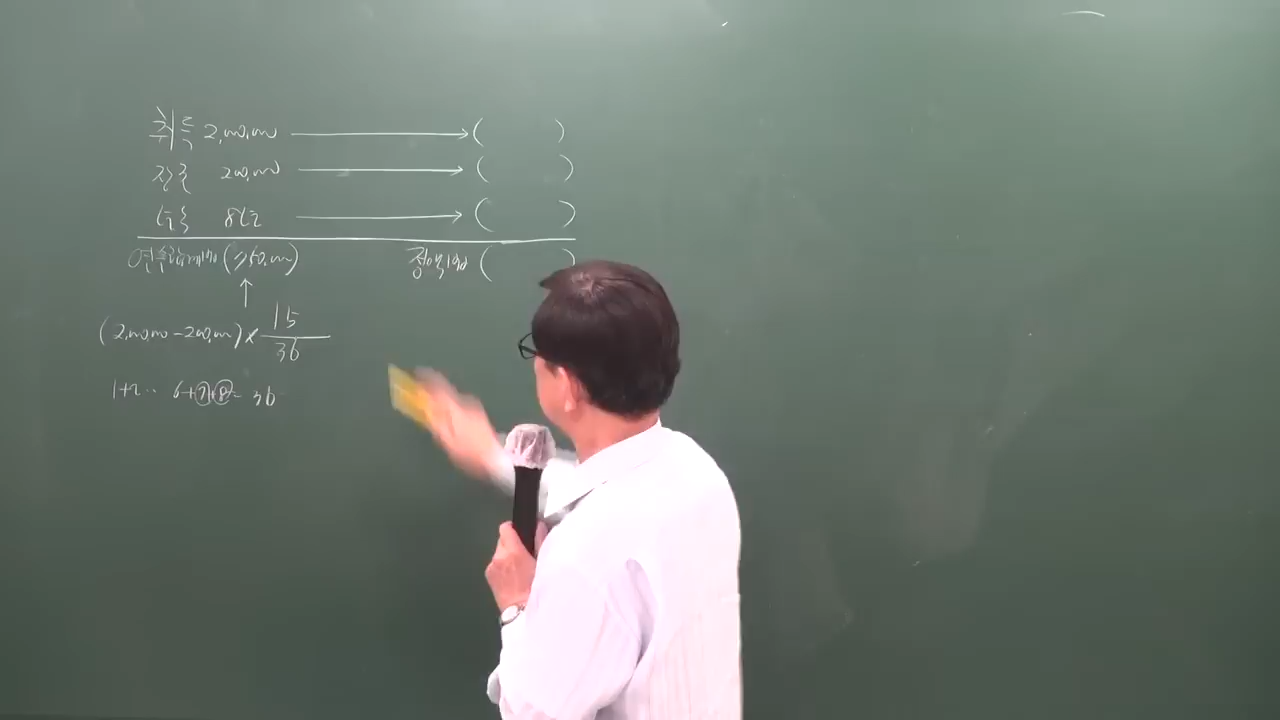 취득 2,000,000 → (      )
잔존 200,000 → (      )
내용 8년 → (      )
연수합계법 (750,000) 정액법 (      )
↑
(2,000,000 - 200,000) × 15/36
1+2 ·· 6+7+8= 36